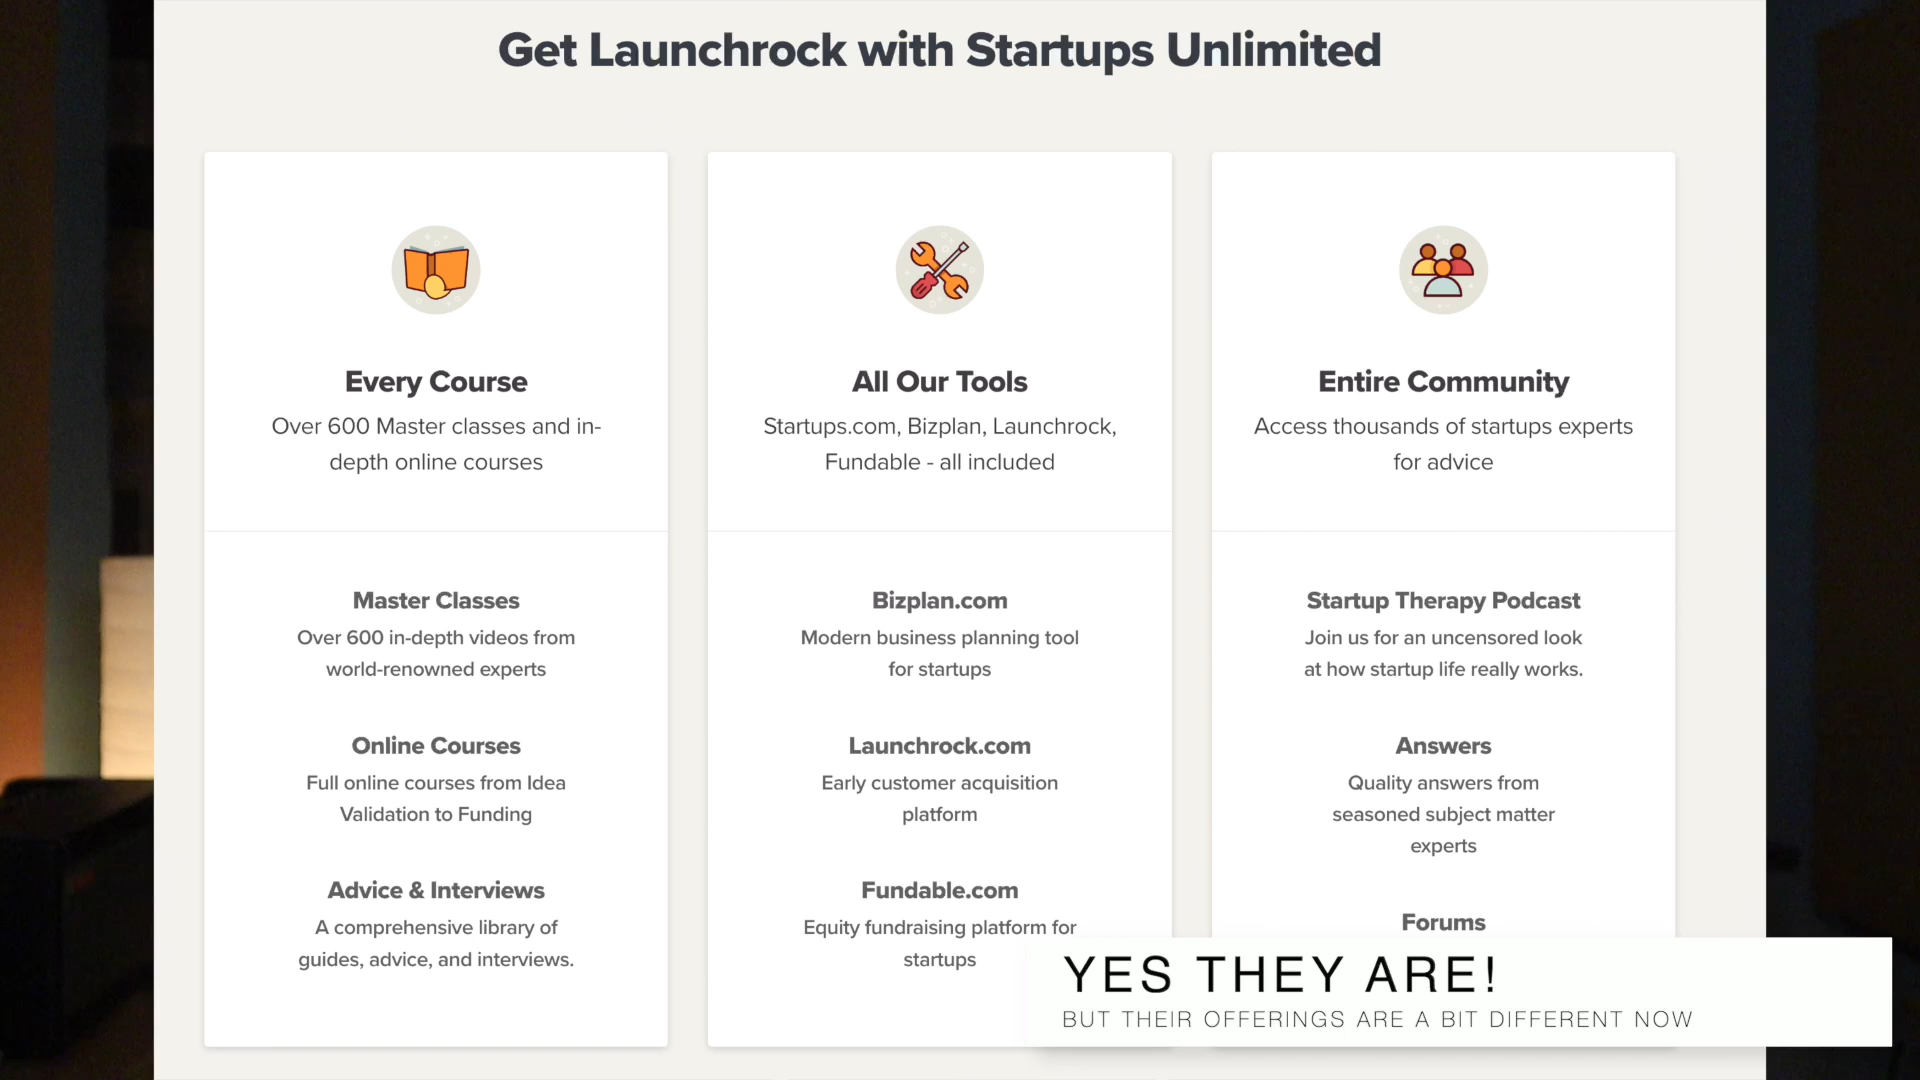 Get Launchrock with Startups Unlimited
Every Course
Over 600 Master classes and in-
depth online courses
Master Classes
Over 600 in-depth videos from
world-renowned experts
Online Courses
Full online courses from Idea
Validation to Funding
Advice & Interviews
A comprehensive library of
guides, advice, and interviews.
All Our Tools
Startups.com, Bizplan, Launchrock,
Fundable - all included
Bizplan.com
Modern business planning tool
for startups
Launchrock.com
Early customer acquisition
platform
Fundable.com
Equity fundraising platform for
startups
Entire Community
Access thousands of startups experts
for advice
Startup Therapy Podcast
Join us for an uncensored look
at how startup life really works.
Answers
Quality answers from
seasoned subject matter
experts
Forums
YES THEY ARE!
BUT THEIR OFFERINGS ARE A BIT DIFFERENT NOW